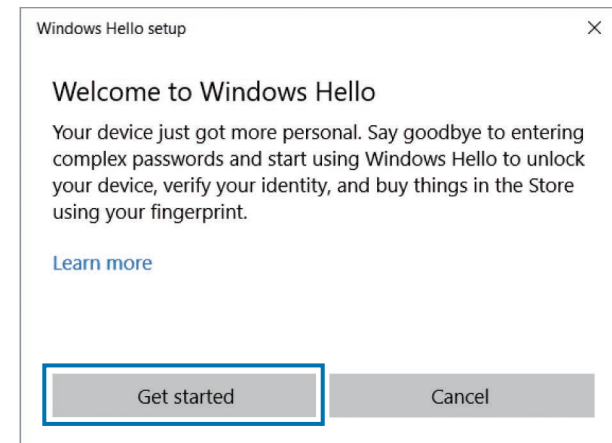 Windows Hello setup
Welcome to Windows Hello
Your device just got more personal. Say goodbye to entering
complex passwords and start using Windows Hello to unlock
your device, verify your identity, and buy things in the Store
using your fingerprint.
Learn more
Get started
Cancel